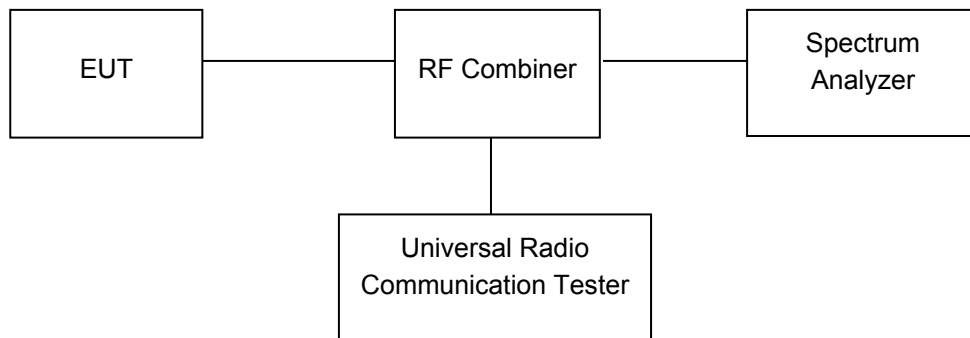 EUT
RF Combiner
Spectrum
Analyzer
Universal Radio
Communication Tester